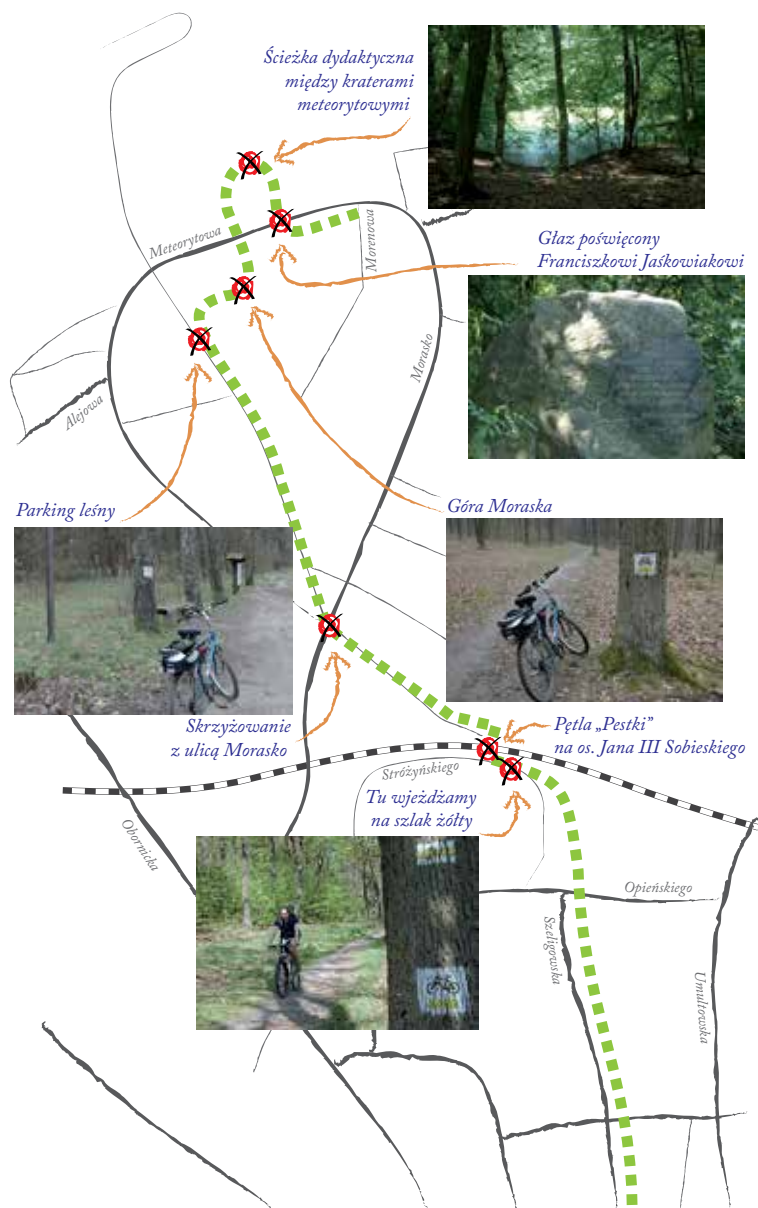 Ścieżka dydaktyczna
między kraterami
meteorytowymi
Meteorytowa
Morenowa
Głaz poświęcony
Franciszkowi Jaśkowiakowi
Morasko
Alejowa
Parking leśny
Góra Moraska
Skrzyżowanie
z ulicą Morasko
Pętla „Pestki”
na os. Jana III Sobieskiego
Stróżyńskiego
Tu wjeżdżamy
na szlak żółty
Obornicka
Opieńskiego
Szeligowska
Umultowska